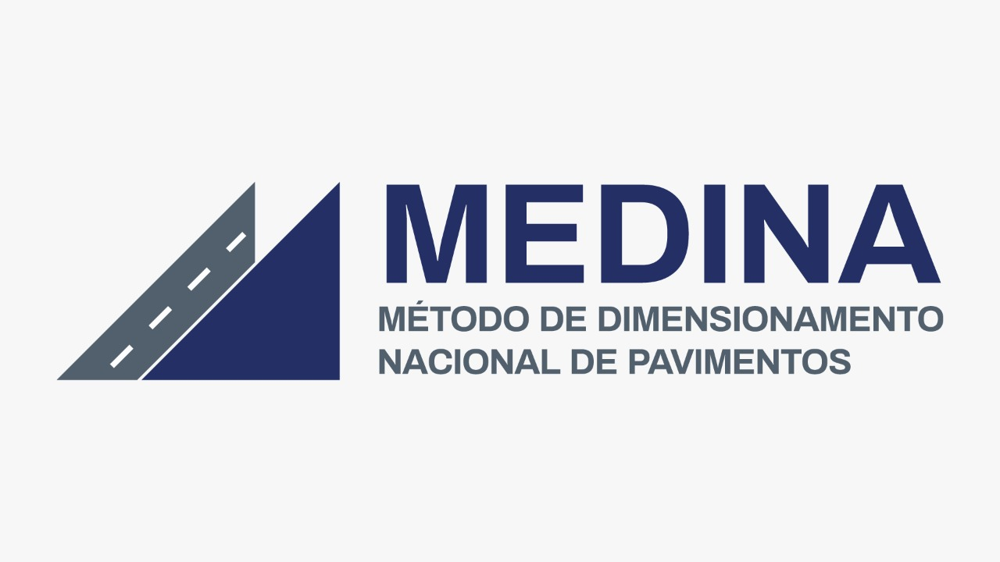 MEDINA
MÉTODO DE DIMENSIONAMENTO
NACIONAL DE PAVIMENTOS